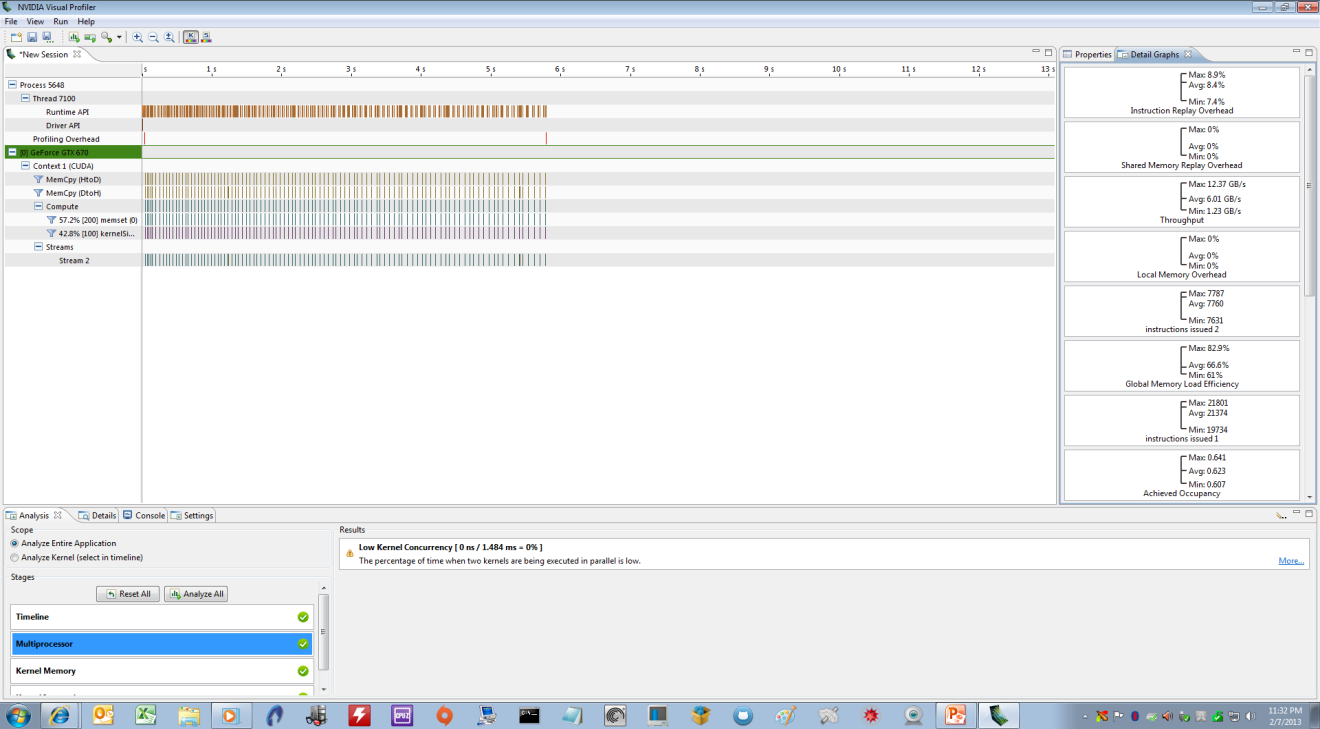 NVIDIA Visual Profiler
File View Run Help
*New Session
s 1 s 2 s 3 s 4 s 5 s 6 s 7 s 8 s 9 s 10 s 11 s 12 s 13 s
Process 5648
Thread 7100
Runtime API
Driver API
Profiling Overhead
[0] GeForce GTX 670
Context 1 (CUDA)
MemCpy (HtoD)
MemCpy (DtoH)
Compute
57.2% [200] memset (0)
42.8% [100] kernelSi...
Streams
Stream 2
Properties Detail Graphs
Max: 8.9%
Avg: 8.4%
Min: 7.4%
Instruction Replay Overhead
Max: 0%
Avg: 0%
Min: 0%
Shared Memory Replay Overhead
Max: 12.37 GB/s
Avg: 6.01 GB/s
Min: 1.23 GB/s
Throughput
Max: 0%
Avg: 0%
Min: 0%
Local Memory Overhead
Max: 7787
Avg: 7760
Min: 7631
instructions issued 2
Max: 82.9%
Avg: 66.6%
Min: 61%
Global Memory Load Efficiency
Max: 21801
Avg: 21374
Min: 19734
instructions issued 1
Max: 0.641
Avg: 0.623
Min: 0.607
Achieved Occupancy
Analysis Details Console Settings
Scope
Analyze Entire Application
Analyze Kernel (select in timeline)
Stages
Reset All Analyze All
Timeline
Multiprocessor
Kernel Memory
Results
Low Kernel Concurrency [ 0 ns / 1.484 ms = 0% ]
The percentage of time when two kernels are being executed in parallel is low.
More...
11:32 PM
2/7/2013